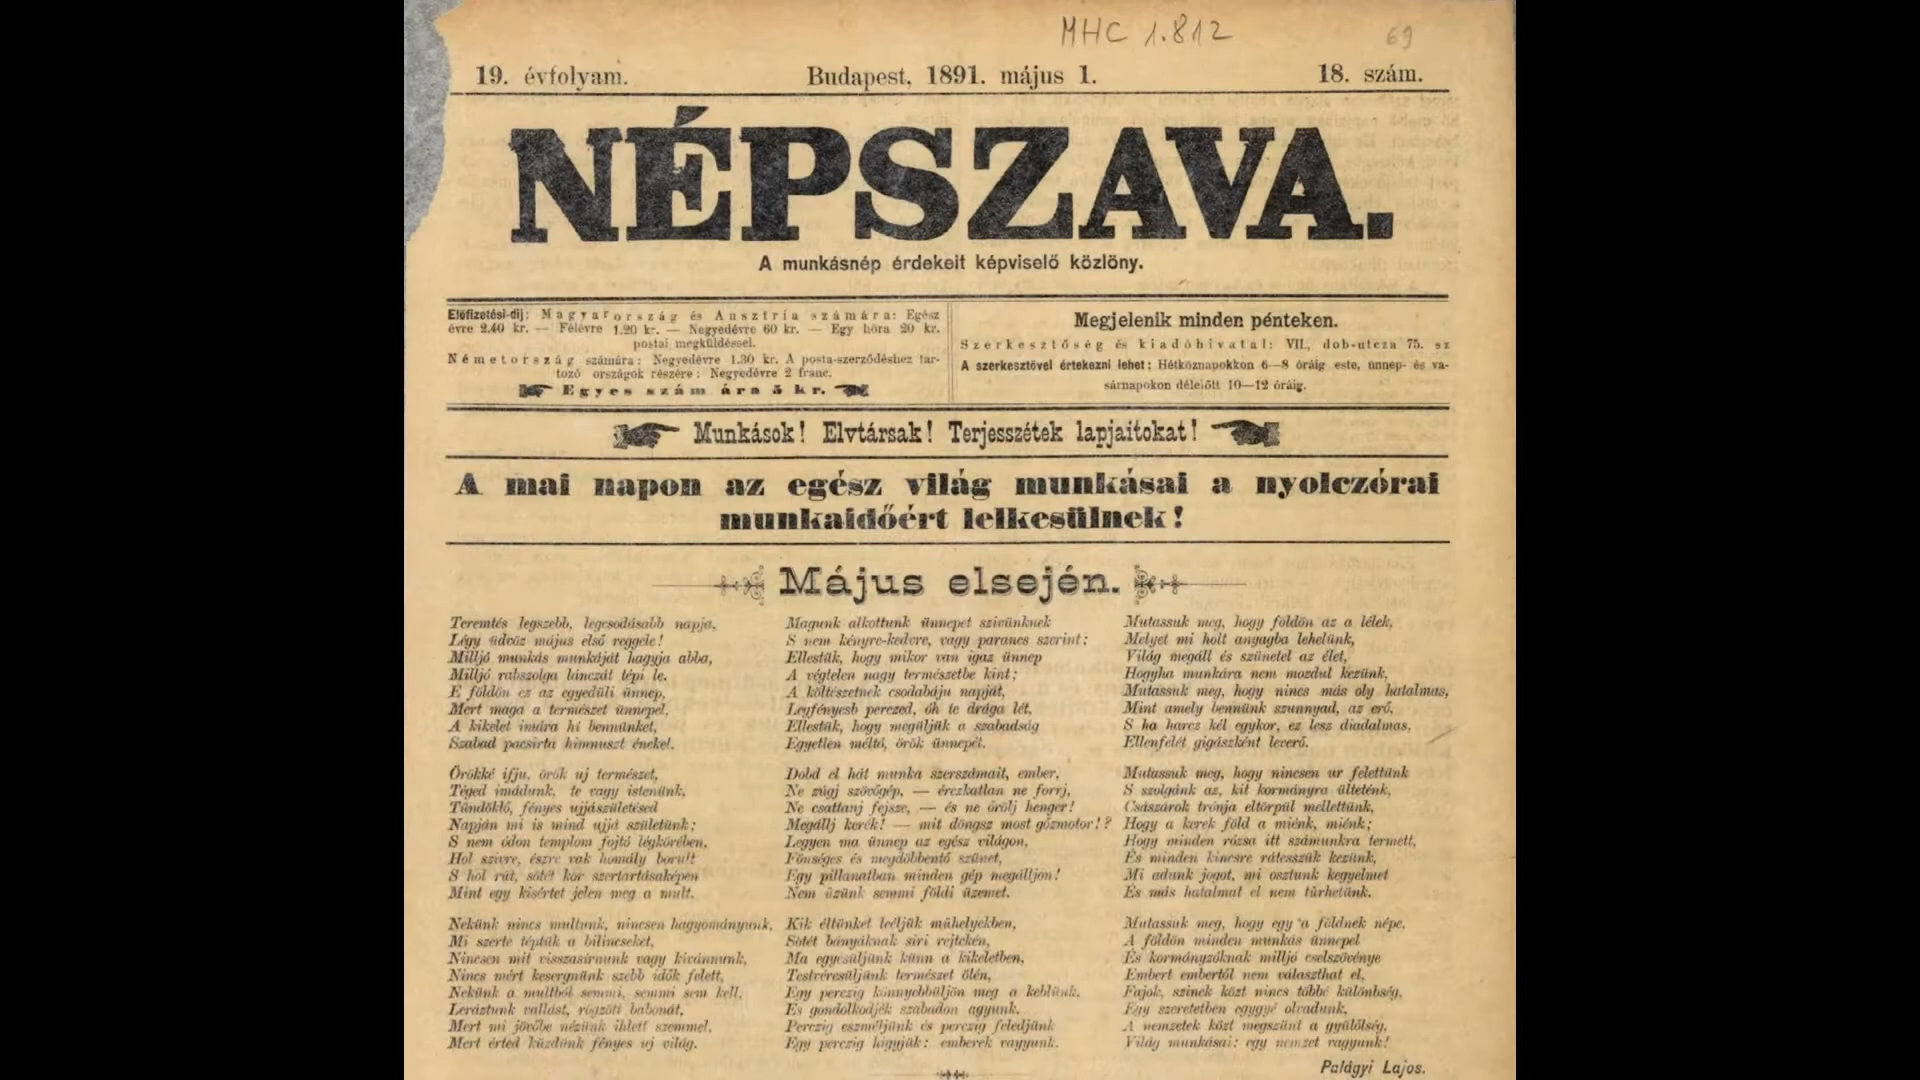 MHC 1.812
69
19. évfolyam.
Budapest, 1891. május 1.
18. szám.
NÉPSZAVA.
A munkásnép érdekeit képviselő közlöny.
Előfizetési-dij: Magyarország és Ausztria számára: Egész
évre 2.40 kr. — Félévre 1.20 kr. — Negyedévre 60 kr. — Egy hóra 20 kr.
postai megküldéssel.
Németország számára: Negyedévre 1.30 kr. A posta-szerződéshez tar-
tozó országok részére: Negyedévre 2 franc.
Egyes szám ára 5 kr.
Megjelenik minden pénteken.
Szerkesztőség és kiadóhivatal: VII., dob-utcza 75. sz
A szerkesztővel értekezni lehet: Hétköznapokkon 6—8 óráig este, ünnep- és va-
sárnapokon délelőtt 10—12 óráig.
Munkások! Elvtársak! Terjesszétek lapjaitokat!
A mai napon az egész világ munkásai a nyolczórai
munkaidőért lelkesülnek!
Május elsején.
Teremtés legszebb, legcsodásabb napja,
Légy üdvöz május első reggele!
Milljó munkás munkáját hagyja abba,
Milljó rabszolga lánczát tépi le.
E földön ez az egyedüli ünnep,
Mert maga a természet ünnepel,
A kikelet imára hí bennünket,
Szabad pacsirta himnuszt énekel.
Örökké ifju, örök uj természet,
Téged imádunk, te vagy istenünk,
Tündöklő, fényes ujjászületésed
Napján mi is mind ujjá születünk;
S nem ódon templom fojtó légkörében,
Hol szivre, észre vak homály borult
S hol rút, sötét kor szertartásaképen
Mint egy kisértet jelen meg a mult.
Nekünk nincs multunk, nincsen hagyományunk,
Mi szerte téptük a bilincseket,
Nincsen mit visszasírnunk vagy kivánnunk,
Nincs mért keseregnünk szebb idők felett,
Nekünk a multból semmi, semmi sem kell,
Leráztunk vallást, rögzött babonát,
Mert mi jövőbe nézünk ihlett szemmel,
Mert érted küzdünk fényes uj világ.
Magunk alkottunk ünnepet szivünknek
S nem kényre-kedvre, vagy parancs szerint;
Ellestük, hogy mikor van igaz ünnep
A végtelen nagy természetbe kint;
A költészetnek csodabáju napját,
Legfényesb perczed, óh te drága lét,
Ellestük, hogy megüljük a szabadság
Egyetlen méltó, örök ünnepét.
Dobd el hát munka szerszámait, ember,
Ne zúgj szövőgép, — érczkatlan ne forrj,
Ne csattanj fejsze, — és ne őrölj henger!
Megállj kerék! — mit döngsz most gőzmotor!?
Legyen ma ünnep az egész világon,
Fönséges és megdöbbentő szünet,
Egy pillanatban minden gép megálljon!
Nem űzünk semmi földi üzemet.
Kik éltünket leéljük műhelyekben,
Sötét bányáknak siri rejtekén,
Ma egyesüljünk künn a kikeletben,
Testvéresüljünk természet ölén,
Egy perczig könnyebbüljön meg a keblünk,
És gondolkodjék szabadon agyunk,
Perczig eszméljünk és perczig feledjünk
Egy perczig higyjük: emberek vagyunk.
Mutassuk meg, hogy földön az a lélek,
Melyet mi holt anyagba lehelünk,
Világ megáll és szünetel az élet,
Hogyha munkára nem mozdul kezünk,
Mutassuk meg, hogy nincs más oly hatalmas,
Mint amely bennünk szunnyad, az erő,
S ha harcz kél egykor, ez lesz diadalmas,
Ellenfelét gigászként leverő.
Mutassuk meg, hogy nincsen ur felettünk
S szolgánk az, kit kormányra ülteténk,
Császárok trónja eltörpül mellettünk,
Hogy a kerek föld a miénk, miénk;
Hogy minden rózsa itt számunkra termett,
És minden kincsre rátesszük kezünk,
Mi adunk jogot, mi osztunk kegyelmet
És más hatalmat el nem tűrhetünk.
Mutassuk meg, hogy egy a földnek népe,
A földön minden munkás ünnepel
És kormányzóknak milljó cselszövénye
Embert embertől nem választhat el,
Fajok, szinek közt nincs többé különbség,
Egy szeretetben egygyé olvadunk,
A nemzetek közt megszünt a gyülölség,
Világ munkásai: egy nemzet vagyunk!
Palágyi Lajos.